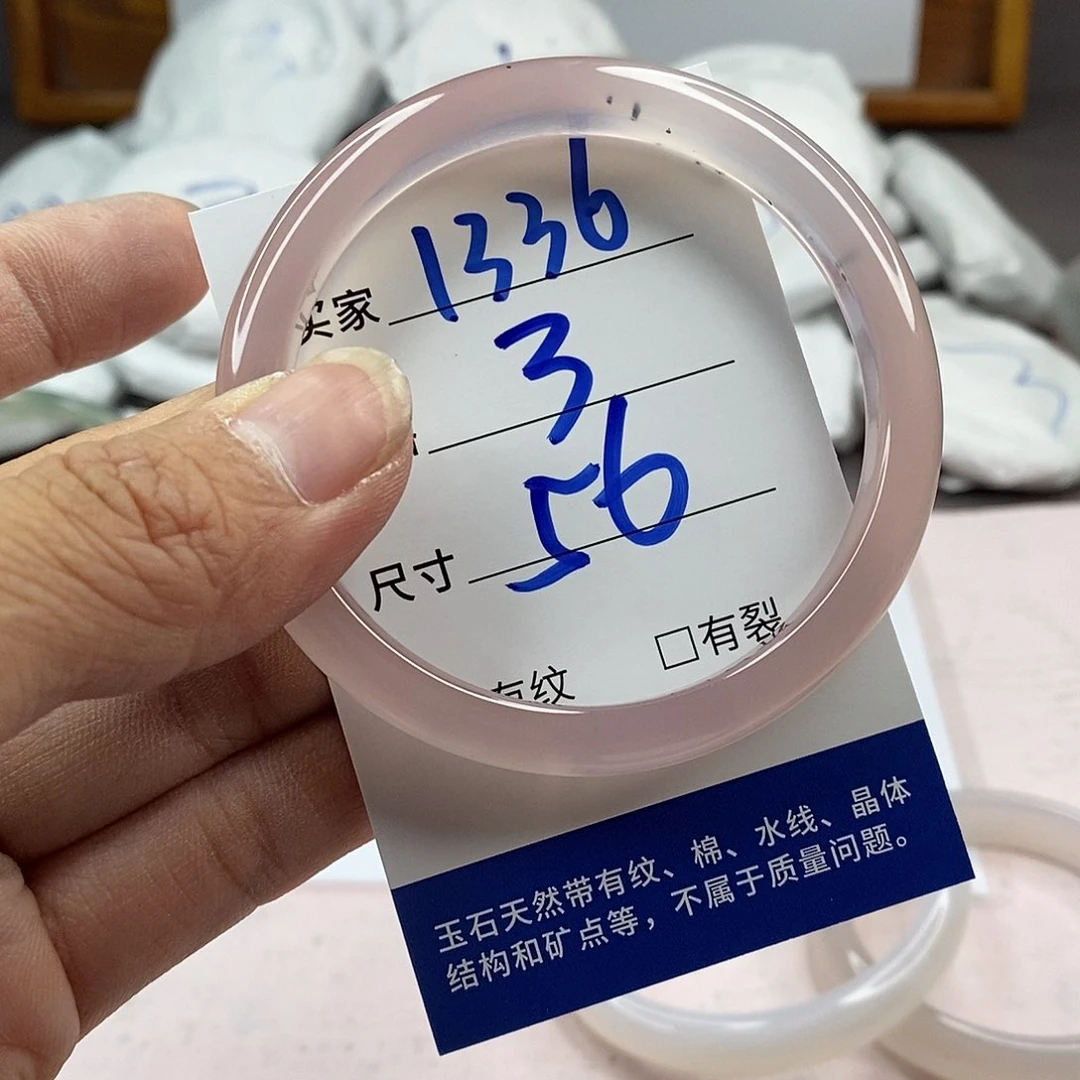 买家 1336
3
尺寸 56
有纹 □有裂
玉石天然带有纹、棉、水线、晶体
结构和矿点等，不属于质量问题。